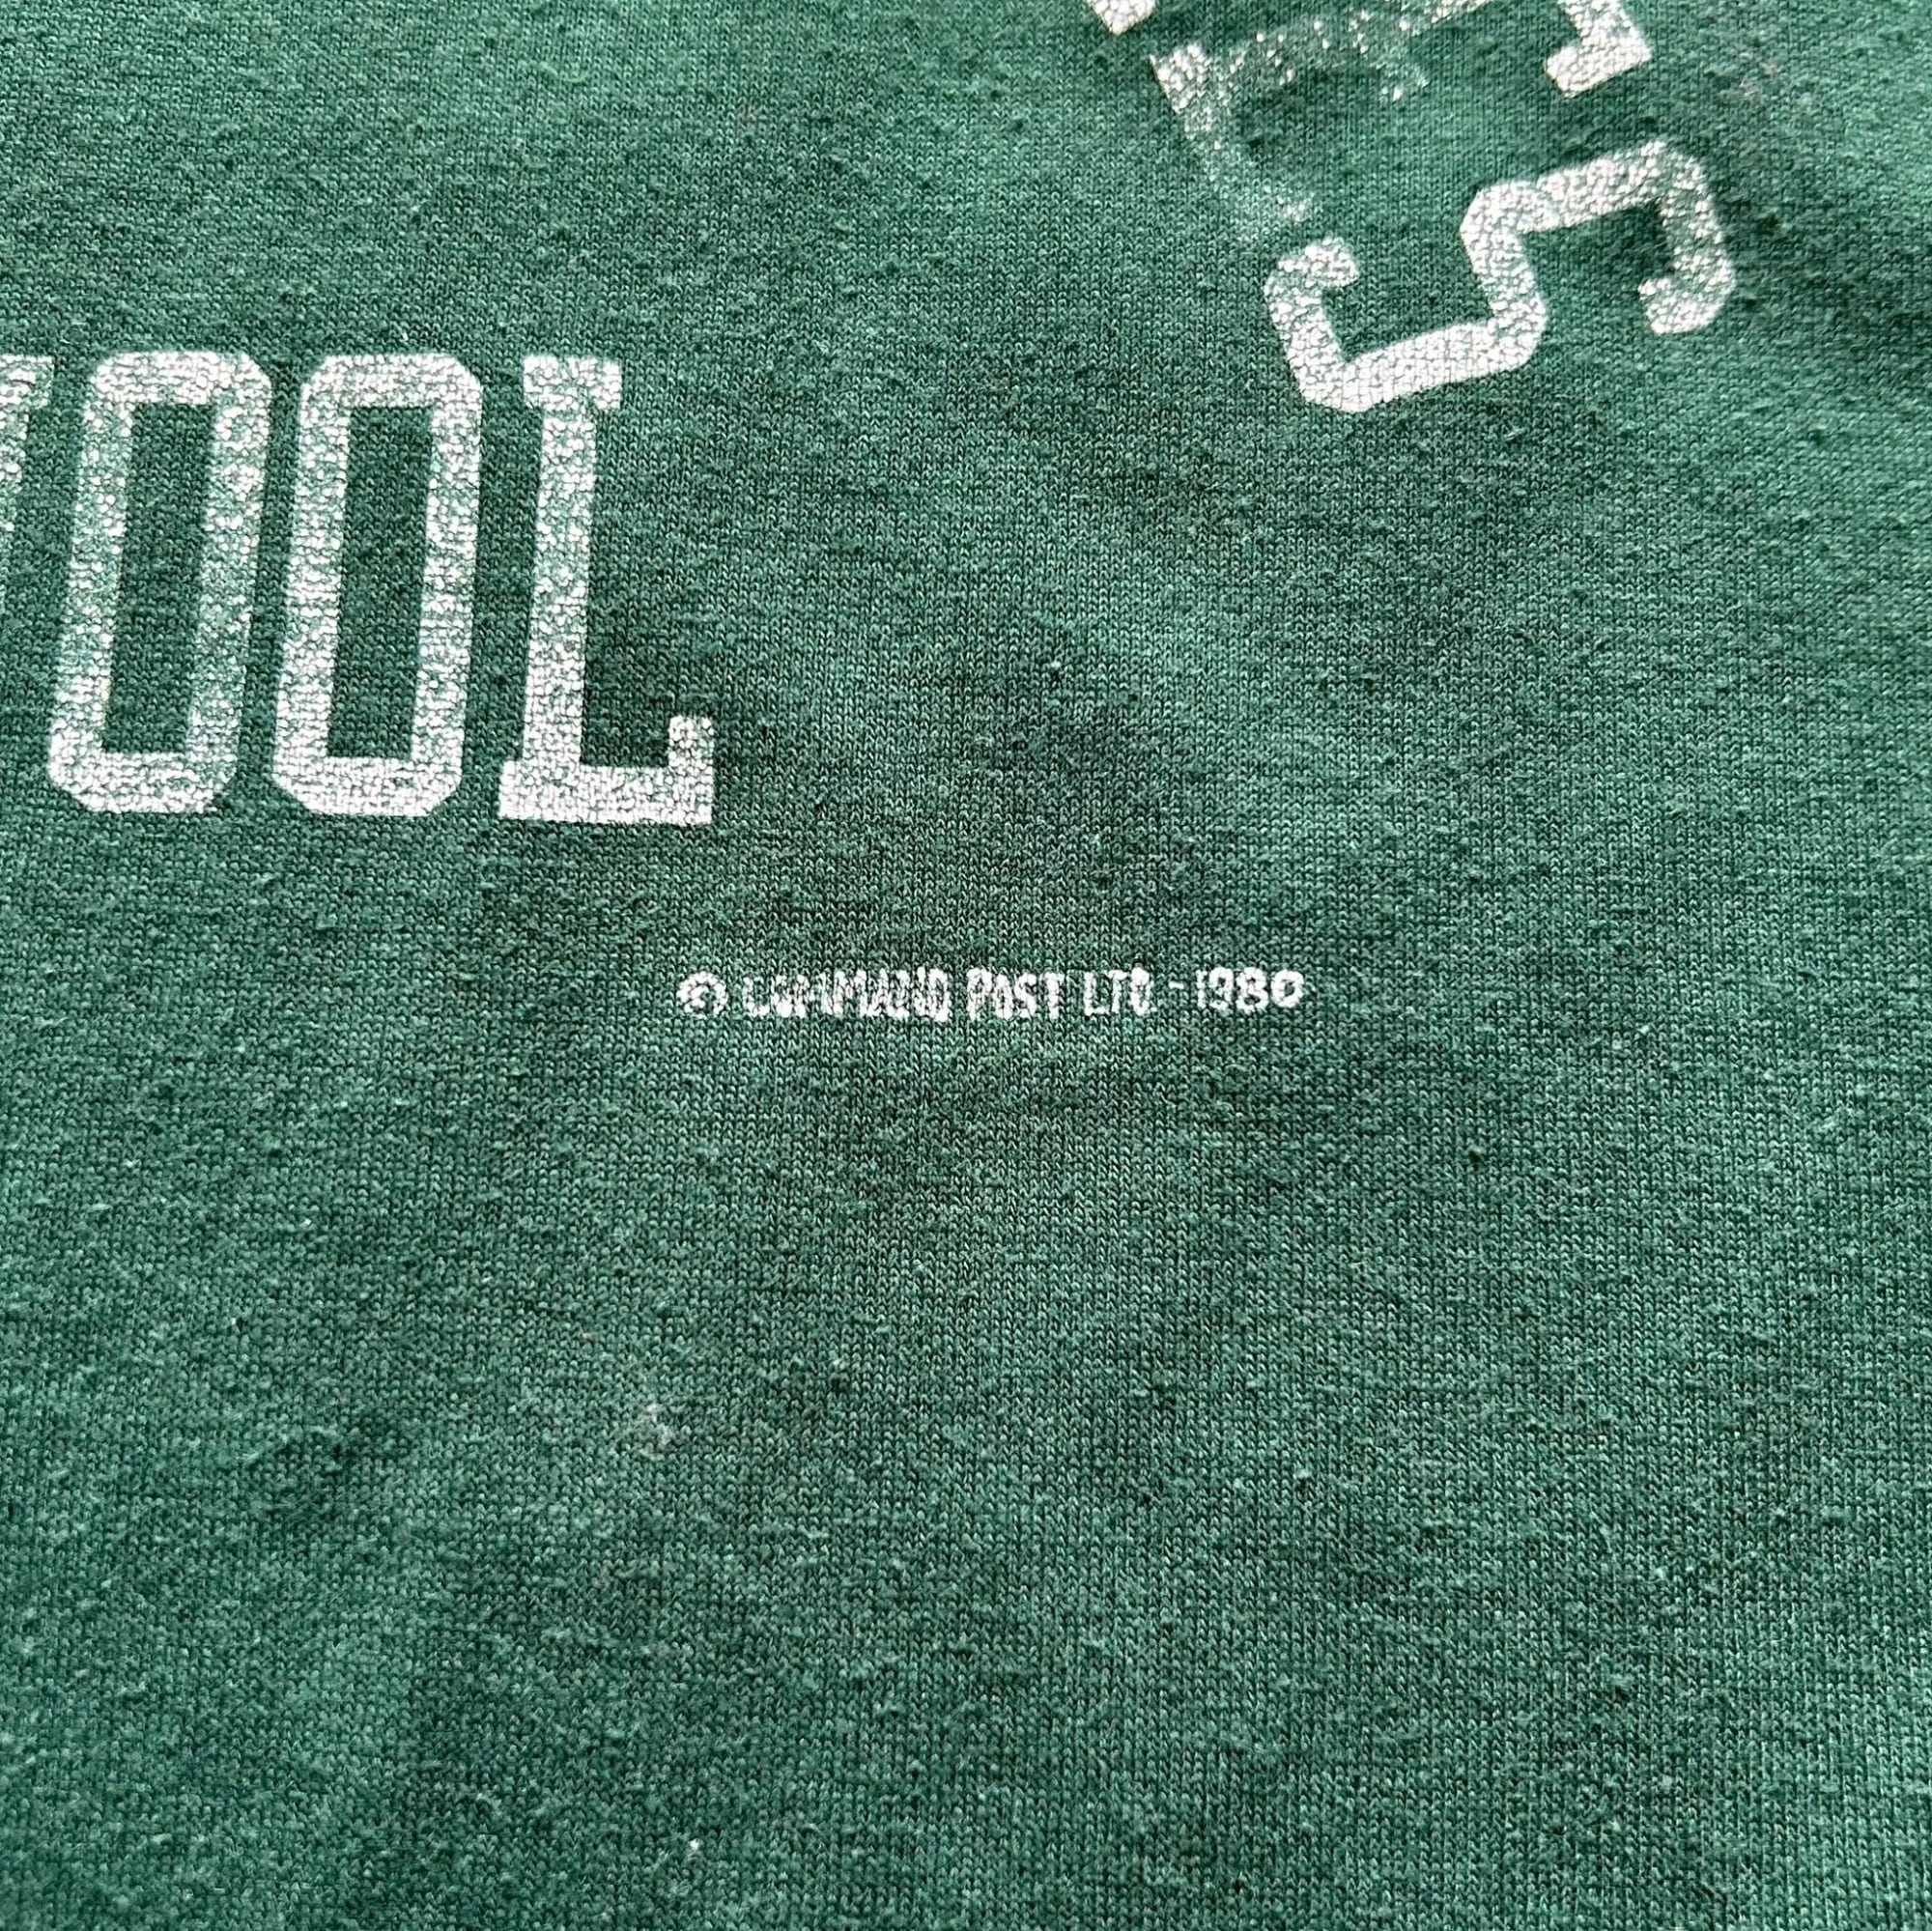 S
OOL
© COMMAND POST LTD. - 1980